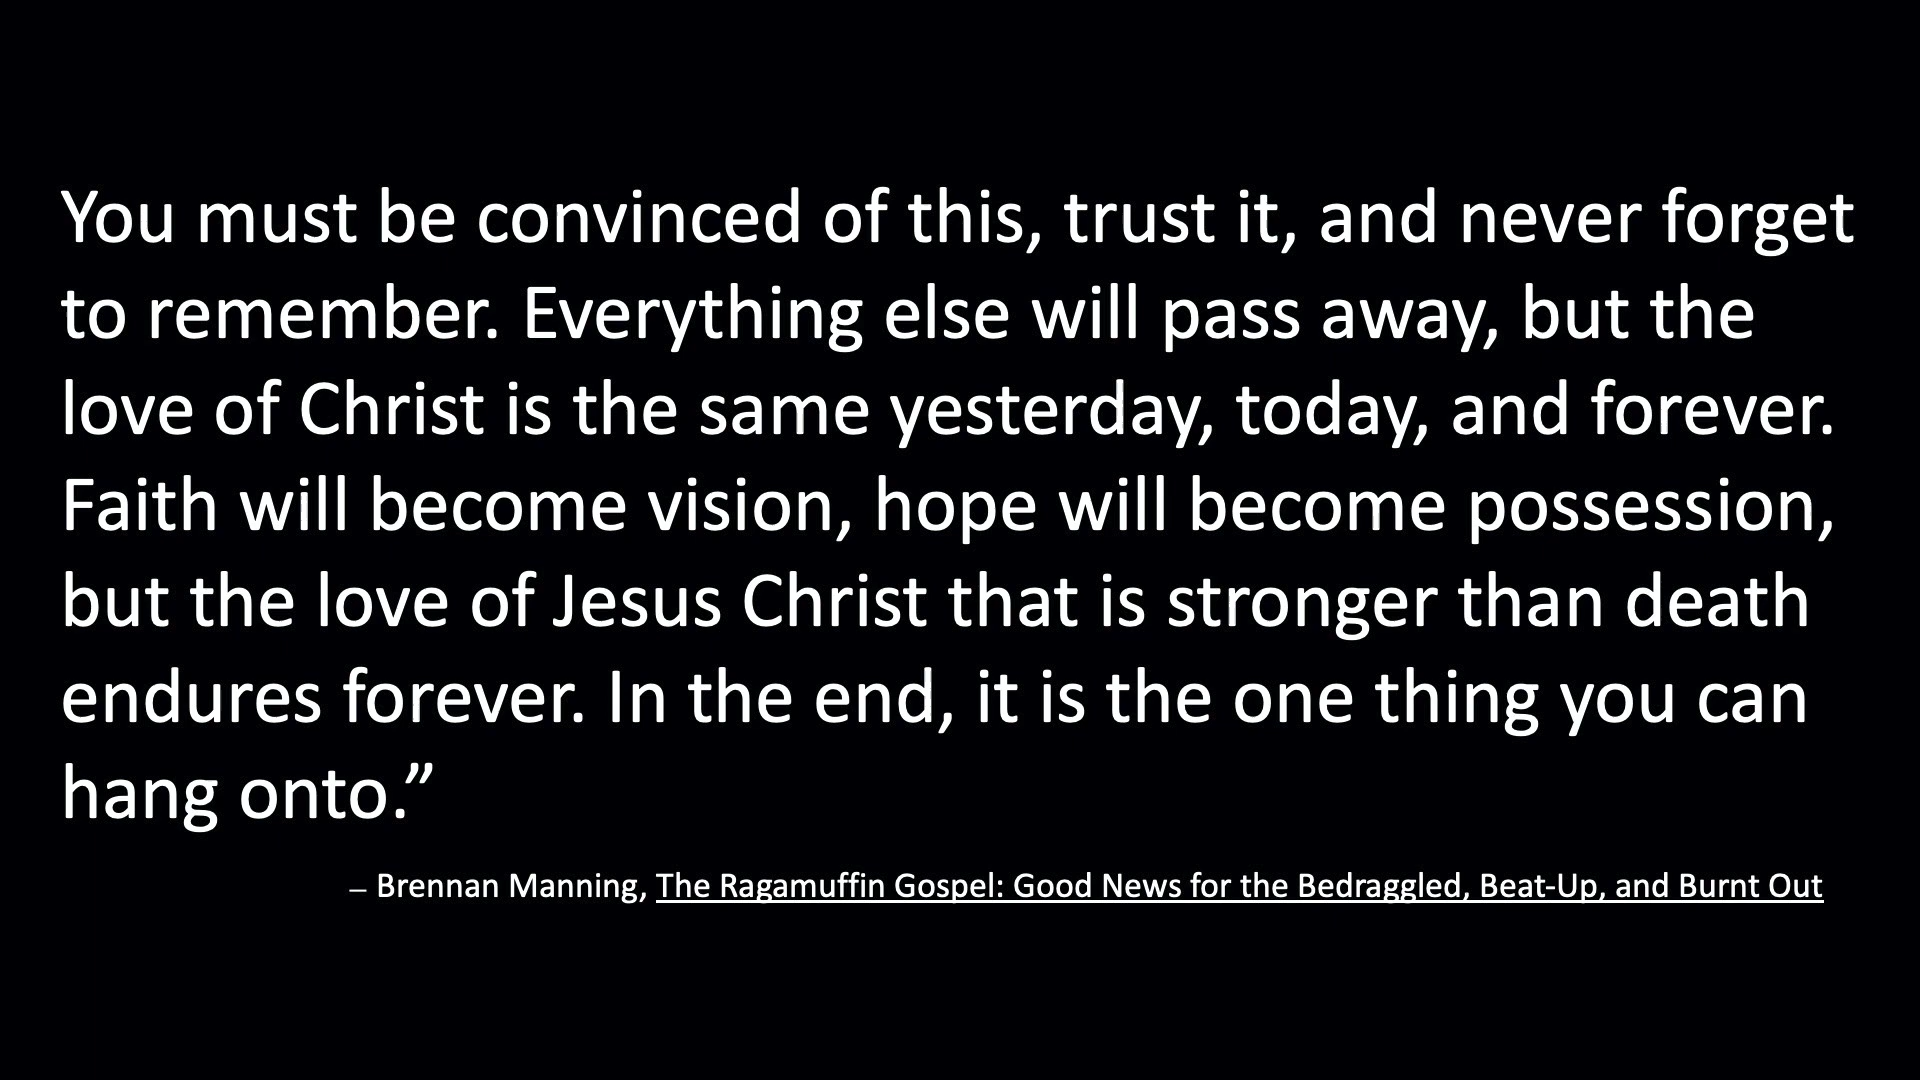 You must be convinced of this, trust it, and never forget
to remember. Everything else will pass away, but the
love of Christ is the same yesterday, today, and forever.
Faith will become vision, hope will become possession,
but the love of Jesus Christ that is stronger than death
endures forever. In the end, it is the one thing you can
hang onto.”
― Brennan Manning, The Ragamuffin Gospel: Good News for the Bedraggled, Beat-Up, and Burnt Out